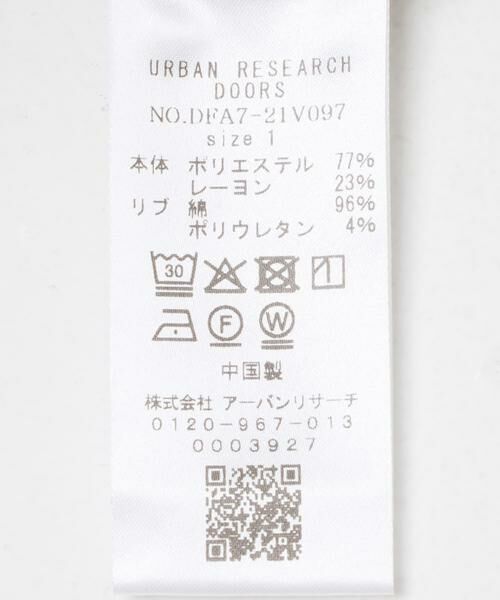 URBAN RESEARCH
DOORS
NO.DFA7-21V097
size 1
本体 ポリエステル 77%
レーヨン 23%
リブ 綿 96%
ポリウレタン 4%
30
F W
中国製
株式会社 アーバンリサーチ
0120-967-013
0003927